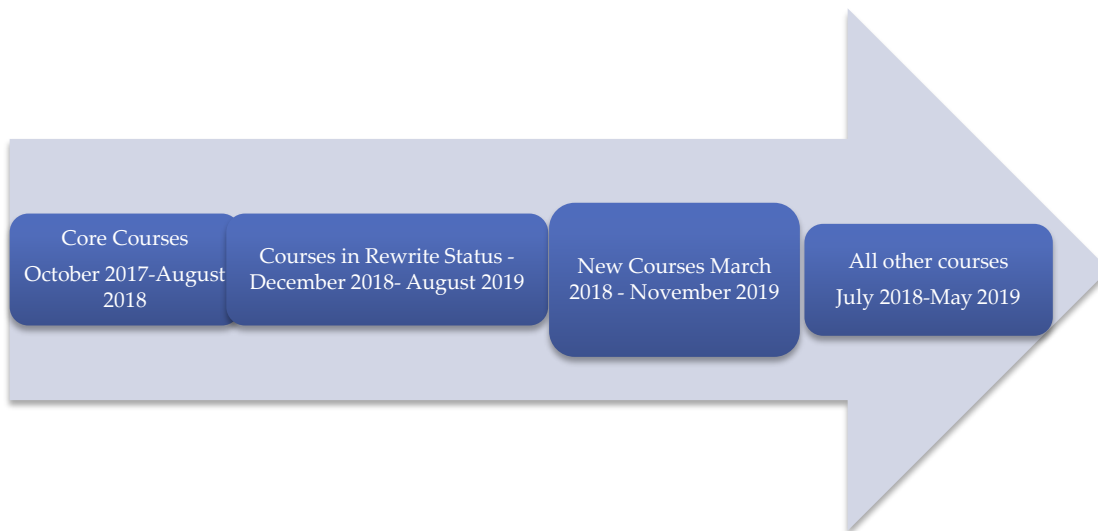 Core Courses
October 2017-August
2018
Courses in Rewrite Status -
December 2018- August 2019
New Courses March
2018 - November 2019
All other courses
July 2018-May 2019